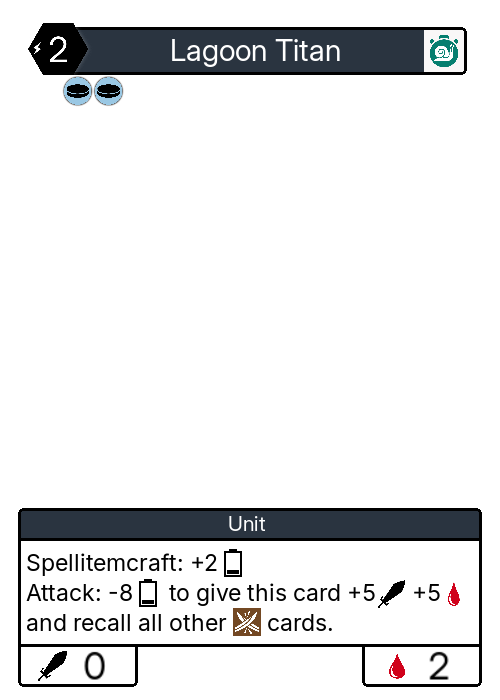 2
Lagoon Titan
Unit
Spellitemcraft: +2
Attack: -8 to give this card +5 +5
and recall all other cards.
0
2